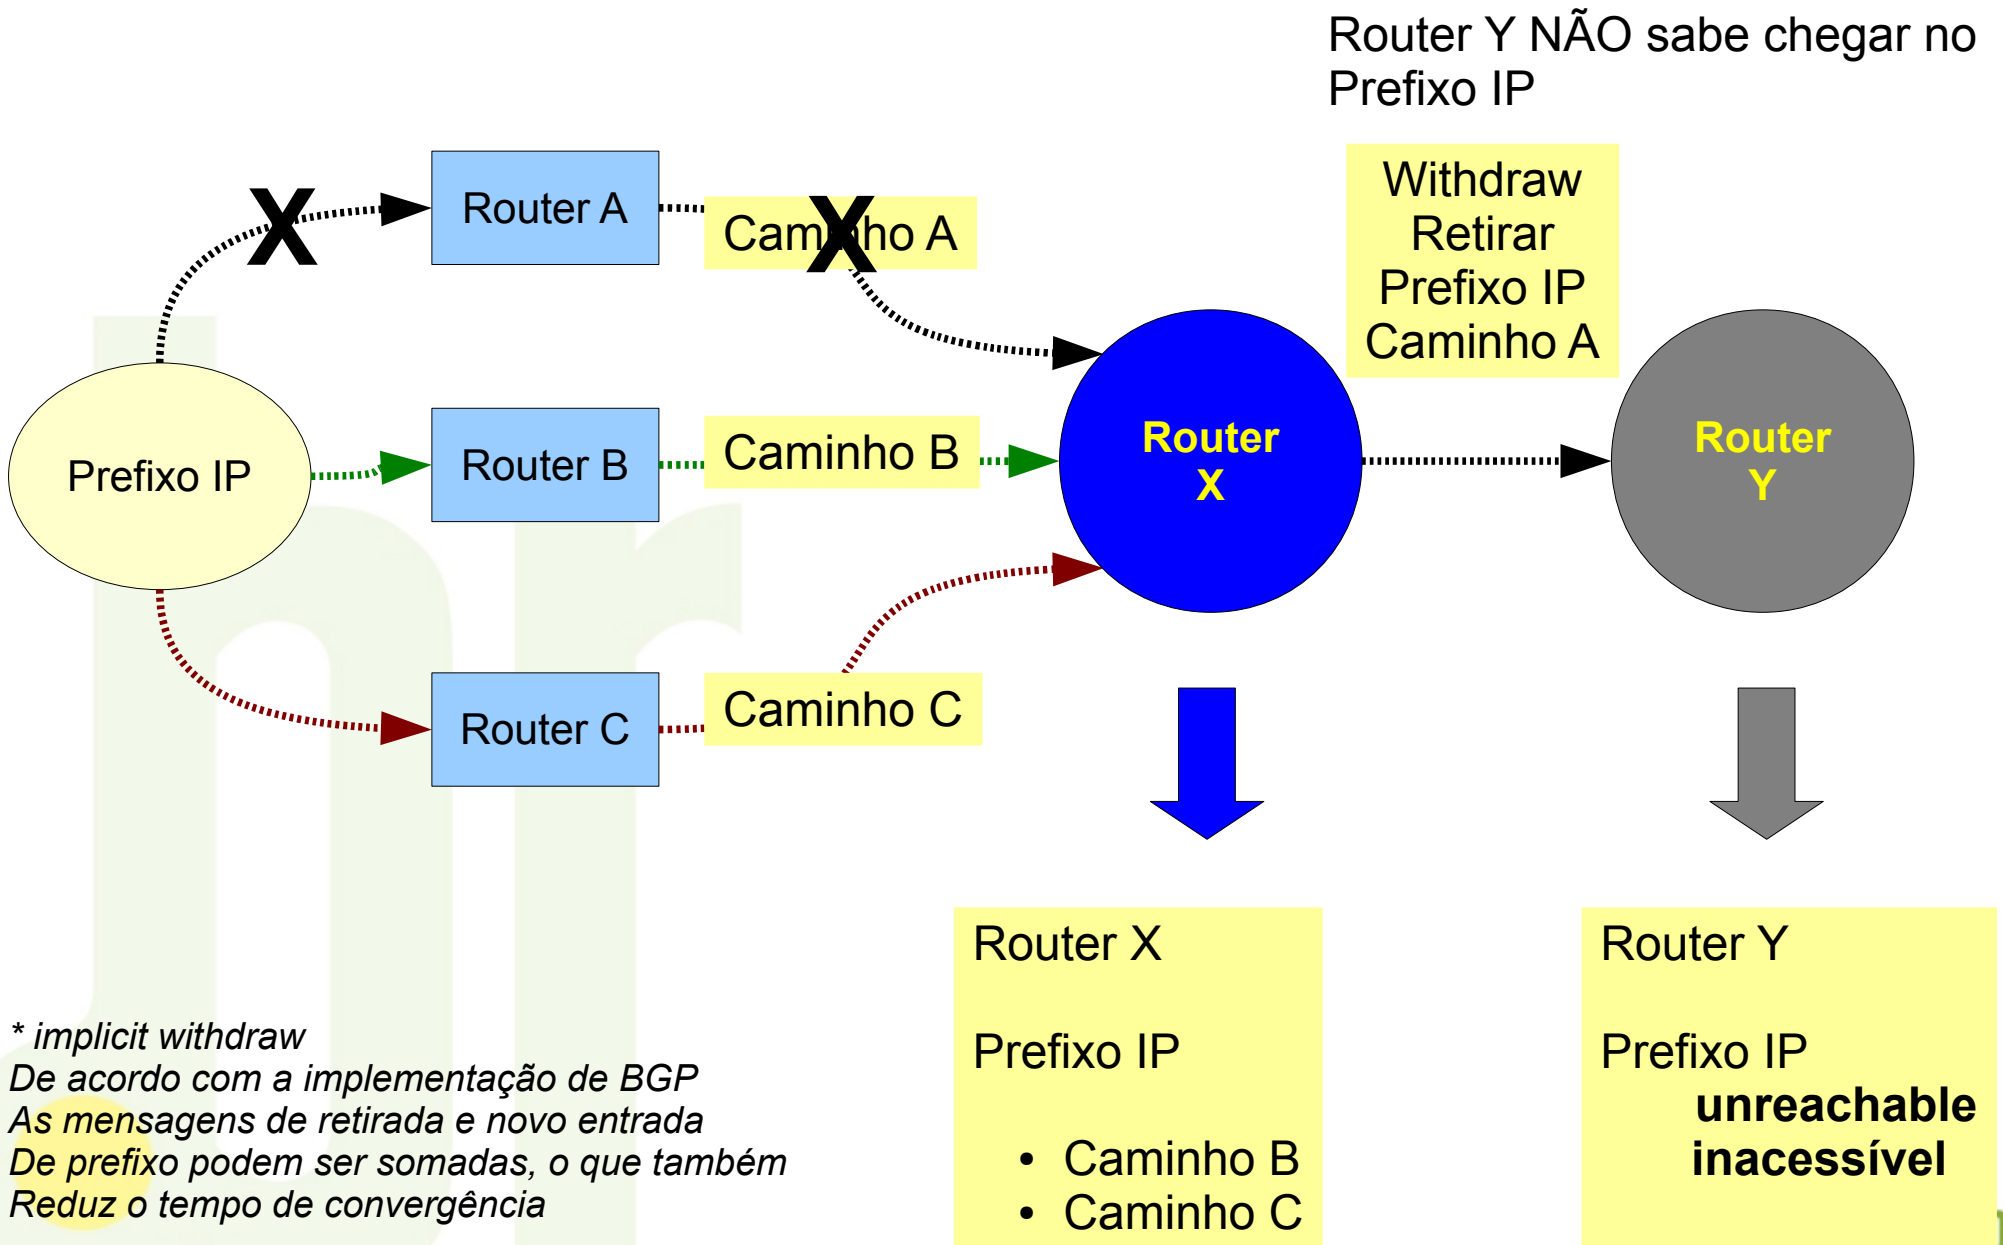 Router Y NÃO sabe chegar no
Prefixo IP
Withdraw
Retirar
Prefixo IP
Caminho A
Router A
Caminho A
X
X
Prefixo IP
Router B
Caminho B
Router
X
Router
Y
Router C
Caminho C
Router X
Prefixo IP
• Caminho B
• Caminho C
Router Y
Prefixo IP
unreachable
inacessível
* implicit withdraw
De acordo com a implementação de BGP
As mensagens de retirada e novo entrada
De prefixo podem ser somadas, o que também
Reduz o tempo de convergência